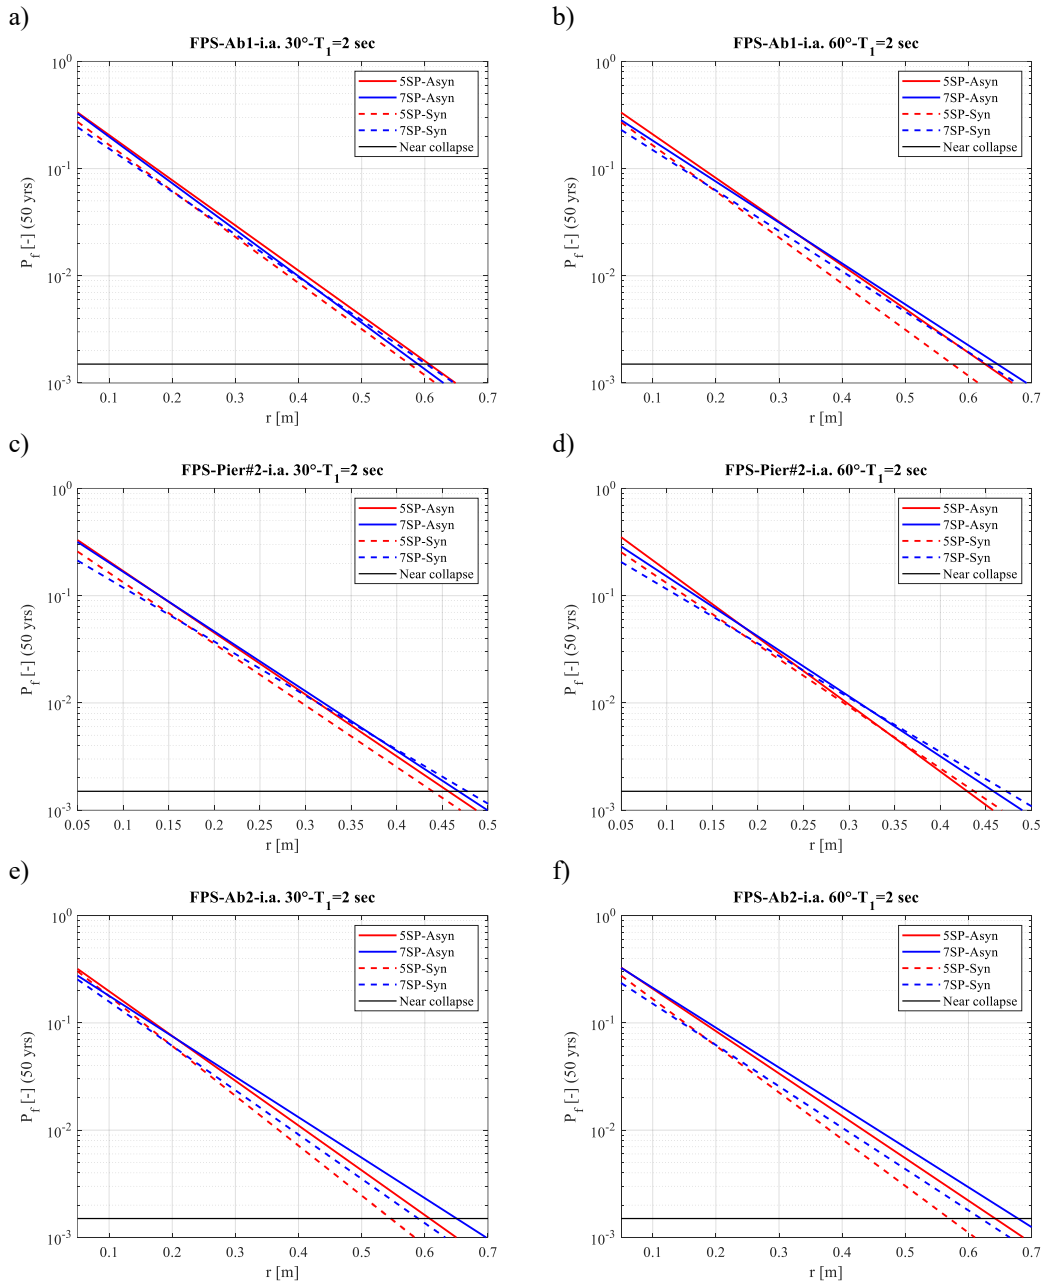 a)
FPS-Ab1-i.a. 30°-T1=2 sec
5SP-Asyn
7SP-Asyn
5SP-Syn
7SP-Syn
Near collapse
10^0
10^-1
10^-2
10^-3
Pf [-] (50 yrs)
0.1 0.2 0.3 0.4 0.5 0.6 0.7
r [m]
b)
FPS-Ab1-i.a. 60°-T1=2 sec
5SP-Asyn
7SP-Asyn
5SP-Syn
7SP-Syn
Near collapse
10^0
10^-1
10^-2
10^-3
Pf [-] (50 yrs)
0.1 0.2 0.3 0.4 0.5 0.6 0.7
r [m]
c)
FPS-Pier#2-i.a. 30°-T1=2 sec
5SP-Asyn
7SP-Asyn
5SP-Syn
7SP-Syn
Near collapse
10^0
10^-1
10^-2
10^-3
Pf [-] (50 yrs)
0.05 0.1 0.15 0.2 0.25 0.3 0.35 0.4 0.45 0.5
r [m]
d)
FPS-Pier#2-i.a. 60°-T1=2 sec
5SP-Asyn
7SP-Asyn
5SP-Syn
7SP-Syn
Near collapse
10^0
10^-1
10^-2
10^-3
Pf [-] (50 yrs)
0.05 0.1 0.15 0.2 0.25 0.3 0.35 0.4 0.45 0.5
r [m]
e)
FPS-Ab2-i.a. 30°-T1=2 sec
5SP-Asyn
7SP-Asyn
5SP-Syn
7SP-Syn
Near collapse
10^0
10^-1
10^-2
10^-3
Pf [-] (50 yrs)
0.1 0.2 0.3 0.4 0.5 0.6 0.7
r [m]
f)
FPS-Ab2-i.a. 60°-T1=2 sec
5SP-Asyn
7SP-Asyn
5SP-Syn
7SP-Syn
Near collapse
10^0
10^-1
10^-2
10^-3
Pf [-] (50 yrs)
0.1 0.2 0.3 0.4 0.5 0.6 0.7
r [m]